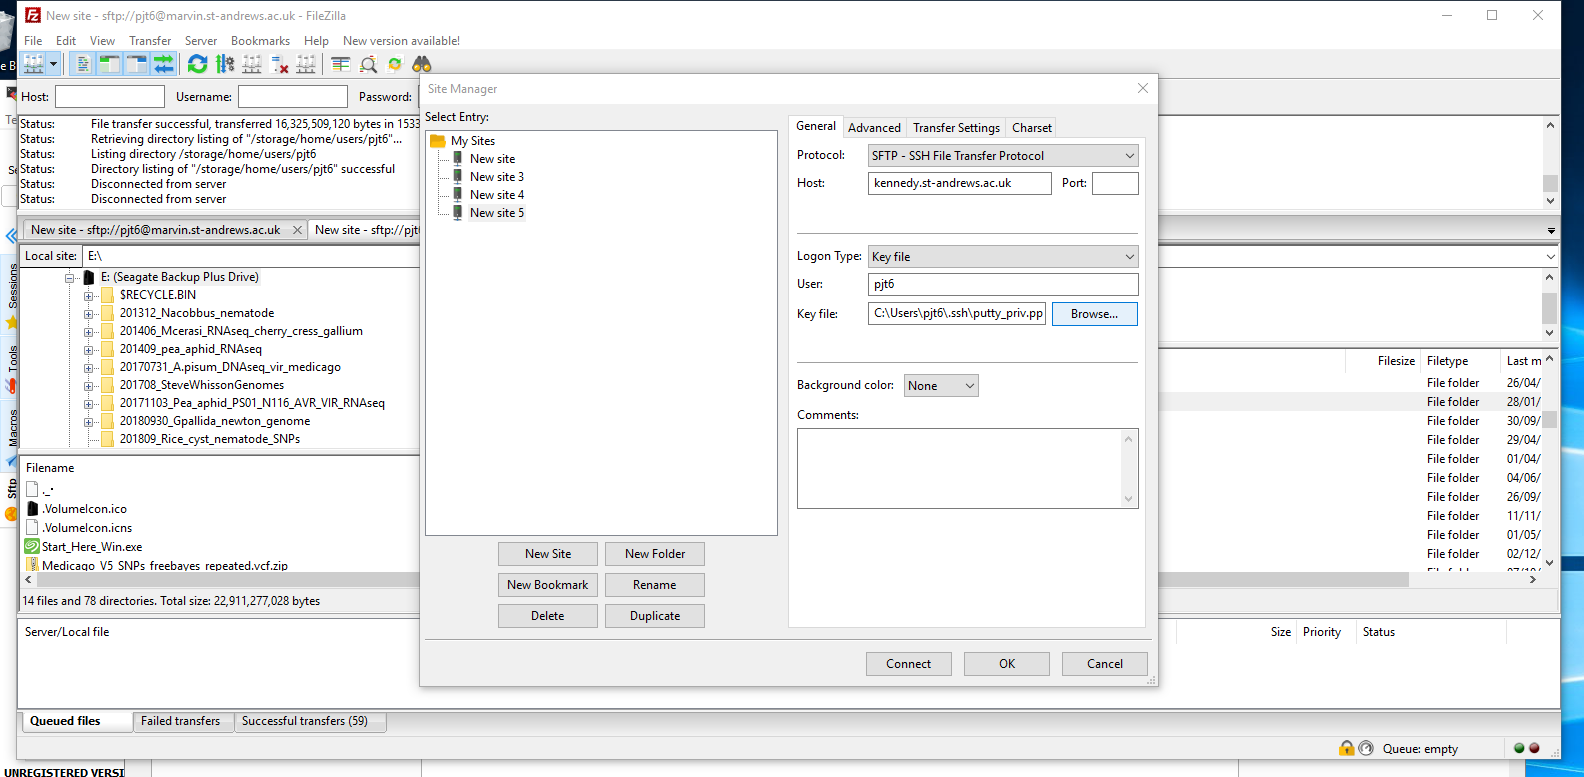 New site - sftp://pjt6@marvin.st-andrews.ac.uk - FileZilla
File Edit View Transfer Server Bookmarks Help New version available!
Host: Username: Password:
Status: File transfer successful, transferred 16,325,509,120 bytes in 1533
Status: Retrieving directory listing of "/storage/home/users/pjt6"...
Status: Listing directory /storage/home/users/pjt6
Status: Directory listing of "/storage/home/users/pjt6" successful
Status: Disconnected from server
Status: Disconnected from server
New site - sftp://pjt6@marvin.st-andrews.ac.uk
New site - sftp://pjt
Local site: E:\
E: (Seagate Backup Plus Drive)
$RECYCLE.BIN
201312_Nacobbus_nematode
201406_Mcerasi_RNAseq_cherry_cress_gallium
201409_pea_aphid_RNAseq
20170731_A.pisum_DNAseq_vir_medicago
201708_SteveWhissonGenomes
20171103_Pea_aphid_PS01_N116_AVR_VIR_RNAseq
20180930_Gpallida_newton_genome
201809_Rice_cyst_nematode_SNPs
Filename
._.
.VolumeIcon.ico
.VolumeIcon.icns
Start_Here_Win.exe
Medicago_V5_SNPs_freebayes_repeated.vcf.zip
14 files and 78 directories. Total size: 22,911,277,028 bytes
Sessions
Tools
Macros
Sftp
Site Manager
Select Entry:
My Sites
New site
New site 3
New site 4
New site 5
New Site New Folder
New Bookmark Rename
Delete Duplicate
General Advanced Transfer Settings Charset
Protocol: SFTP - SSH File Transfer Protocol
Host: kennedy.st-andrews.ac.uk Port:
Logon Type: Key file
User: pjt6
Key file: C:\Users\pjt6\.ssh\putty_priv.pp Browse...
Background color: None
Comments:
Connect OK Cancel
Filesize Filetype Last m
File folder 26/04/
File folder 28/01/
File folder 30/09/
File folder 29/04/
File folder 01/04/
File folder 04/06/
File folder 26/09/
File folder 11/11/
File folder 01/05/
File folder 02/12/
Server/Local file Size Priority Status
Queued files Failed transfers Successful transfers (59)
Queue: empty
UNREGISTERED VERSI